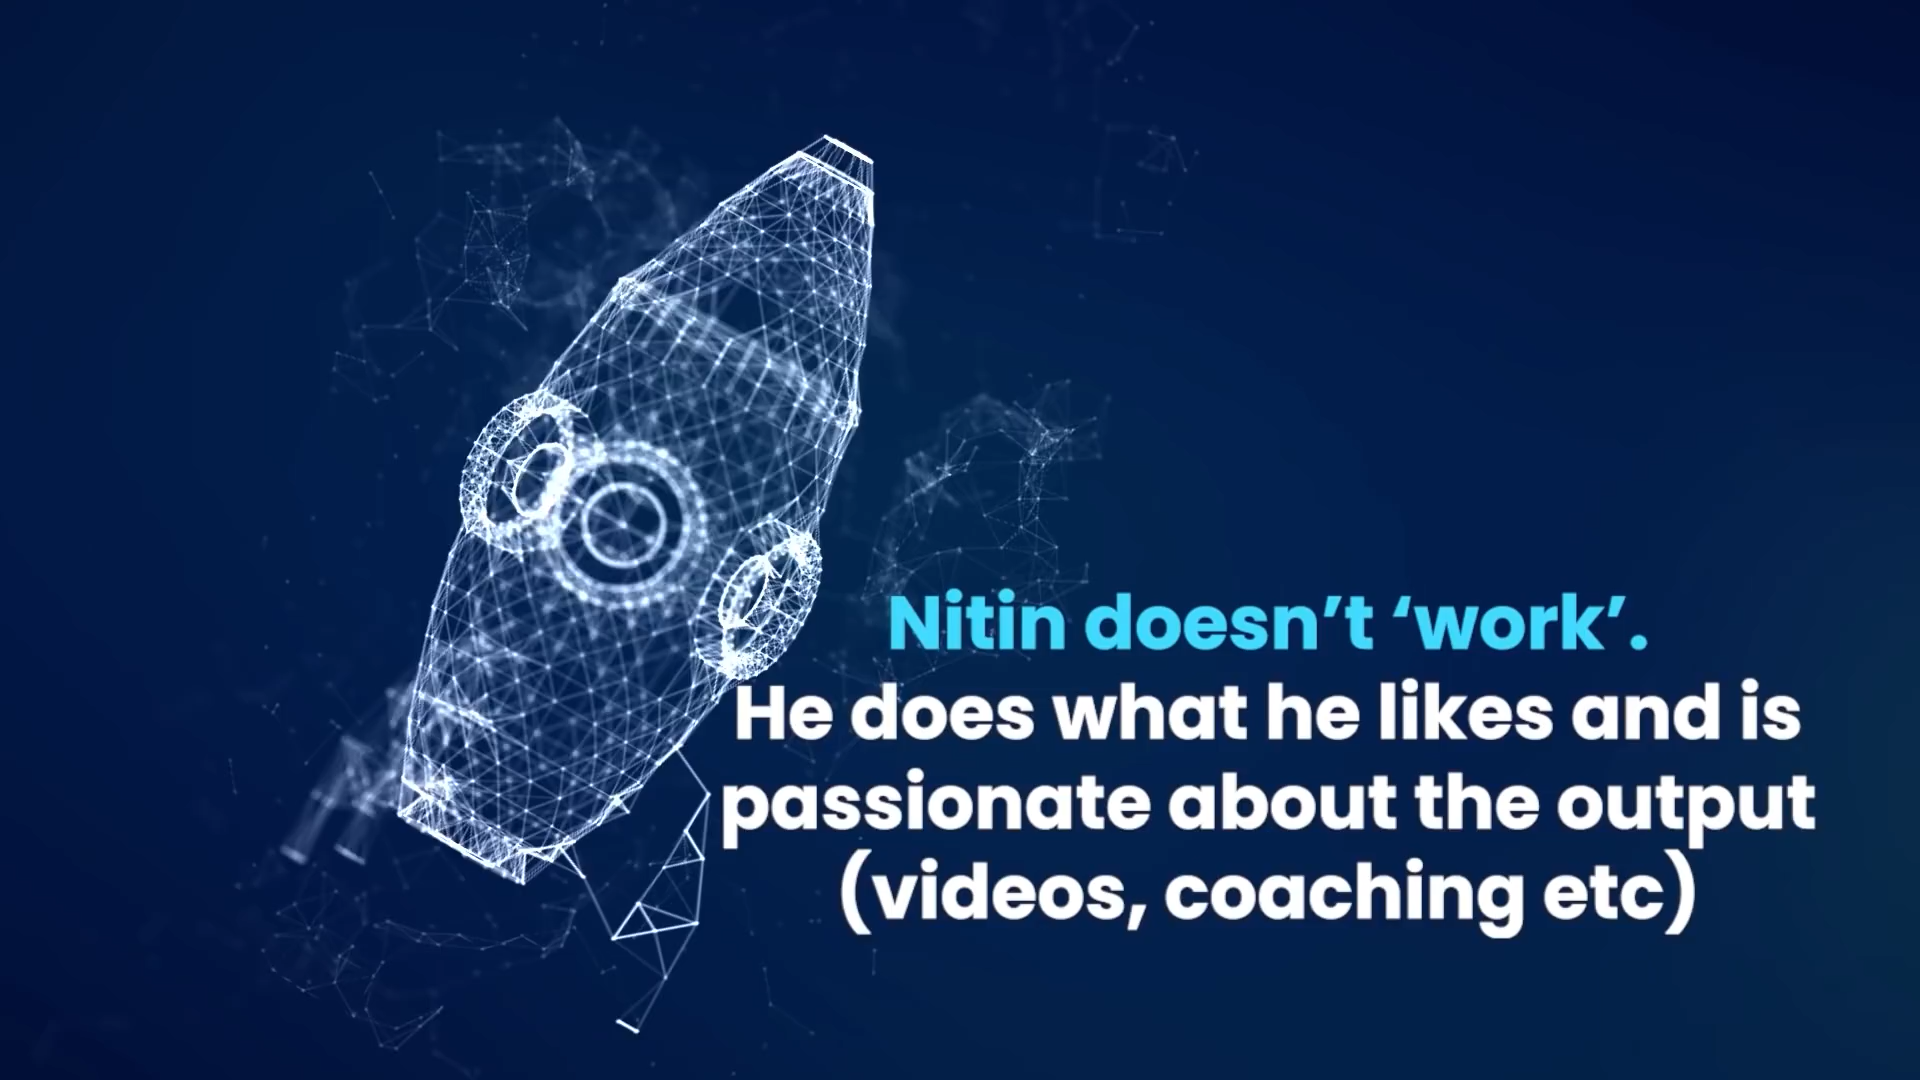 Nitin doesn’t ‘work’.
He does what he likes and is
passionate about the output
(videos, coaching etc)